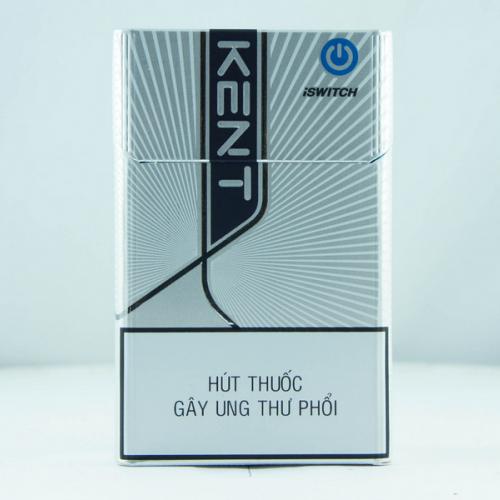 KENT
iSWITCH
HÚT THUỐC
GÂY UNG THƯ PHỔI